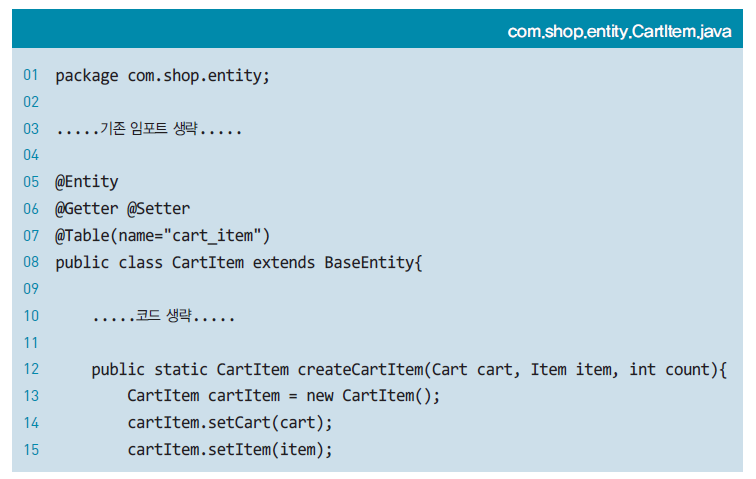 com.shop.entity.CartItem.java
01 package com.shop.entity;
02
03 .....기존 임포트 생략.....
04
05 @Entity
06 @Getter @Setter
07 @Table(name="cart_item")
08 public class CartItem extends BaseEntity{
09
10 .....코드 생략.....
11
12 public static CartItem createCartItem(Cart cart, Item item, int count){
13 CartItem cartItem = new CartItem();
14 cartItem.setCart(cart);
15 cartItem.setItem(item);